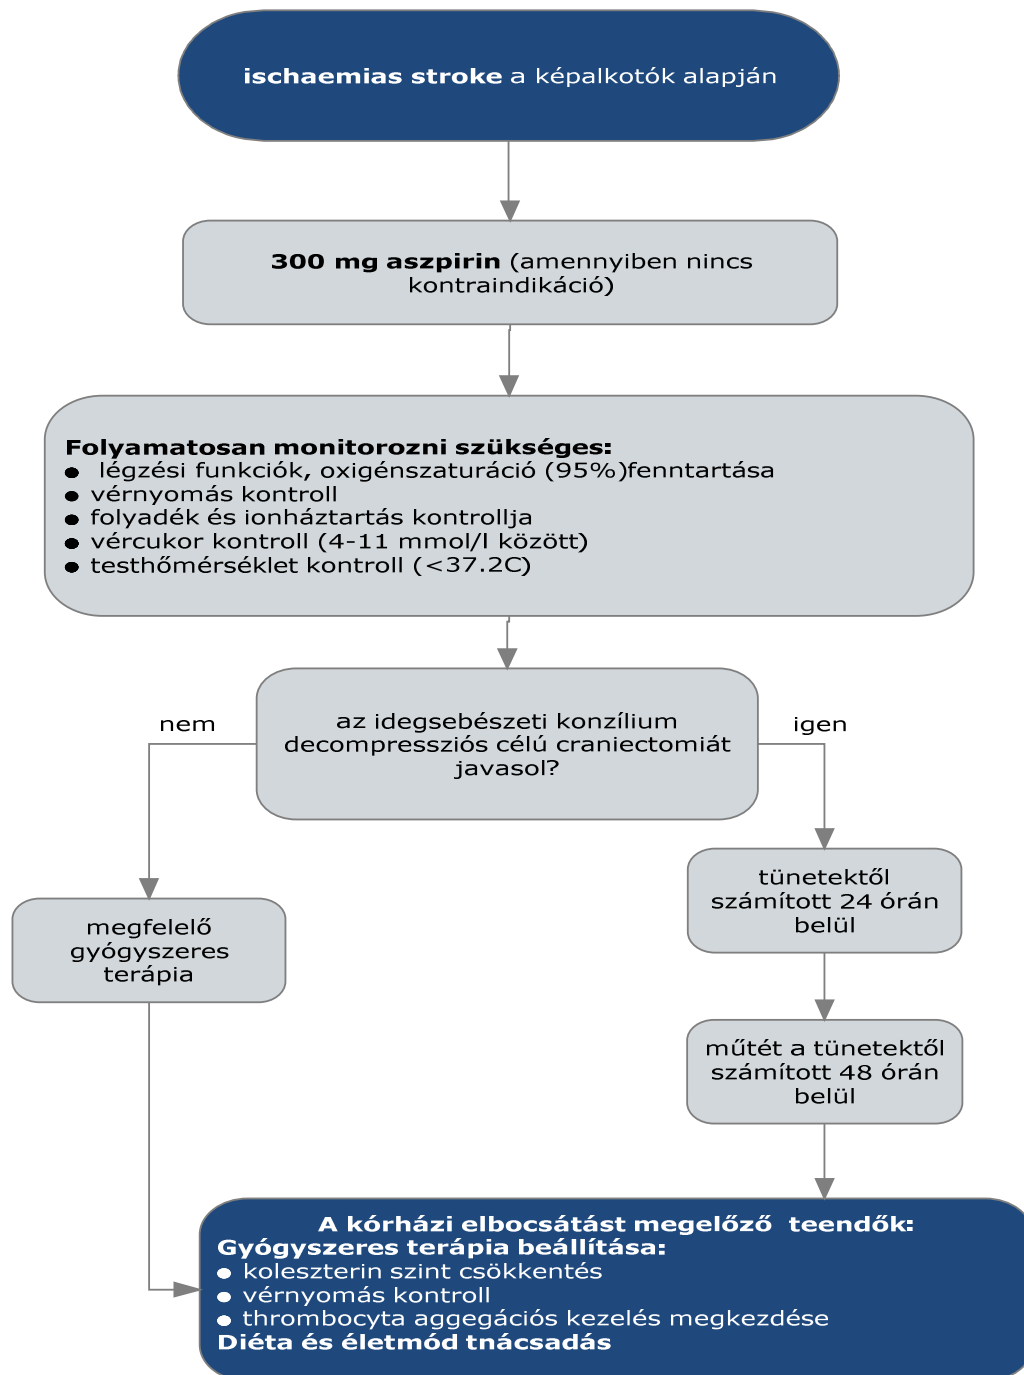 ischaemias stroke a képalkotók alapján
300 mg aszpirin (amennyiben nincs
kontraindikáció)
Folyamatosan monitorozni szükséges:
● légzési funkciók, oxigénszaturáció (95%)fenntartása
● vérnyomás kontroll
● folyadék és ionháztartás kontrollja
● vércukor kontroll (4-11 mmol/l között)
● testhőmérséklet kontroll (<37.2C)
az idegsebészeti konzílium
decompressziós célú craniectomiát
javasol?
nem
igen
tünetektől
számított 24 órán
belül
megfelelő
gyógyszeres
terápia
műtét a tünetektől
számított 48 órán
belül
A kórházi elbocsátást megelőző teendők:
Gyógyszeres terápia beállítása:
● koleszterin szint csökkentés
● vérnyomás kontroll
● thrombocyta aggegációs kezelés megkezdése
Diéta és életmód tnácsadás